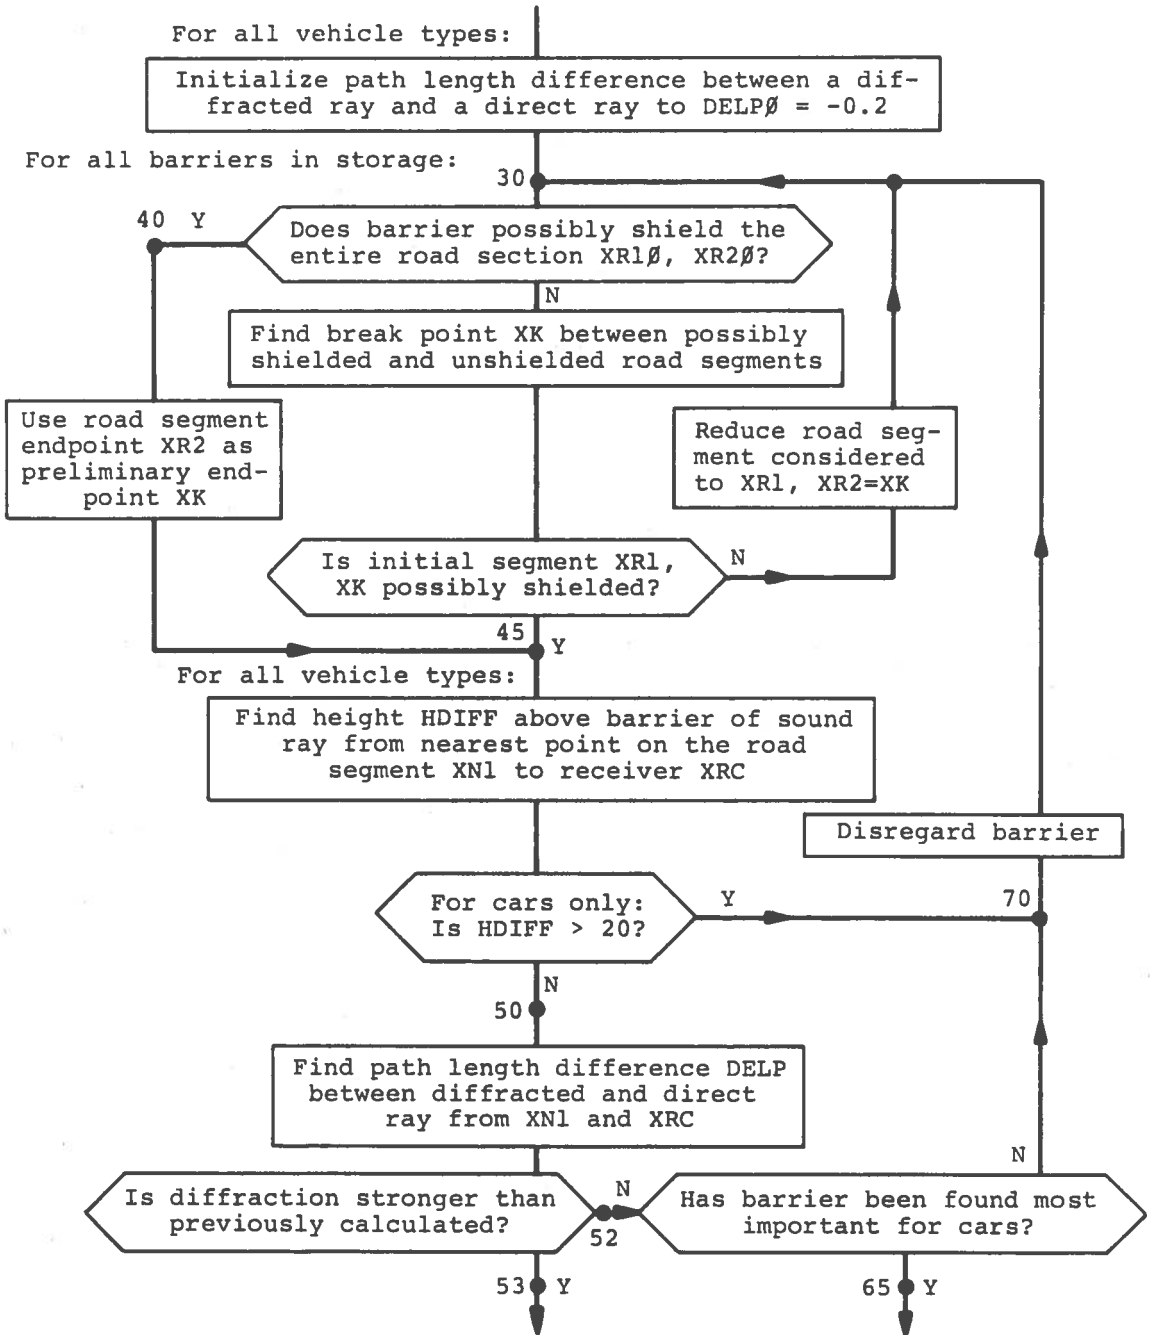 For all vehicle types:
Initialize path length difference between a dif-
fracted ray and a direct ray to DELPØ = -0.2
For all barriers in storage:
30
40 Y
Does barrier possibly shield the
entire road section XR1Ø, XR2Ø?
N
Find break point XK between possibly
shielded and unshielded road segments
Use road segment
endpoint XR2 as
preliminary end-
point XK
Reduce road seg-
ment considered
to XR1, XR2=XK
Is initial segment XR1,
XK possibly shielded?
N
45
Y
For all vehicle types:
Find height HDIFF above barrier of sound
ray from nearest point on the road
segment XN1 to receiver XRC
Disregard barrier
For cars only:
Is HDIFF > 20?
Y
70
N
50
Find path length difference DELP
between diffracted and direct
ray from XN1 and XRC
N
Is diffraction stronger than
previously calculated?
N
52
Has barrier been found most
important for cars?
53 Y
65 Y